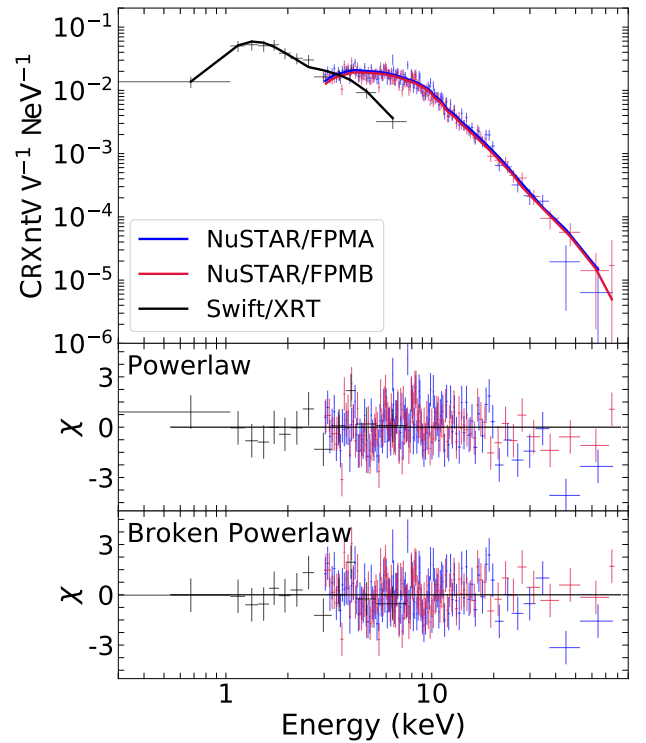 10⁻¹
10⁻²
10⁻³
10⁻⁴
10⁻⁵
10⁻⁶
CRXntV V⁻¹ NeV⁻¹
NuSTAR/FPMA
NuSTAR/FPMB
Swift/XRT
Powerlaw
3
0
-3
χ
Broken Powerlaw
3
0
-3
χ
1
10
Energy (keV)